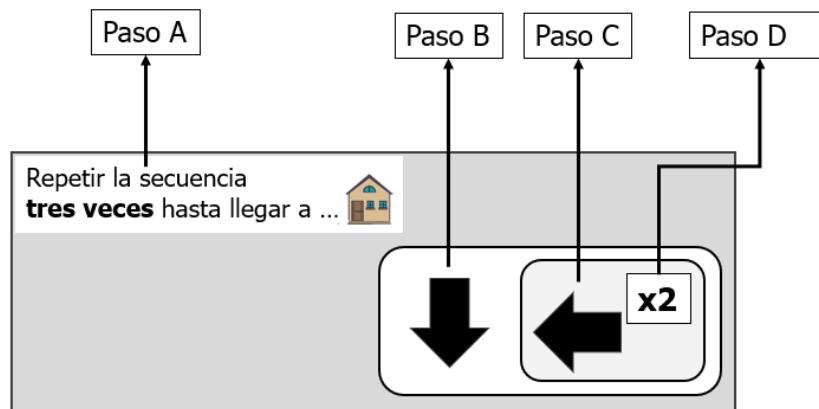 Paso A
Paso B
Paso C
Paso D
Repetir la secuencia
tres veces hasta llegar a ...
x2